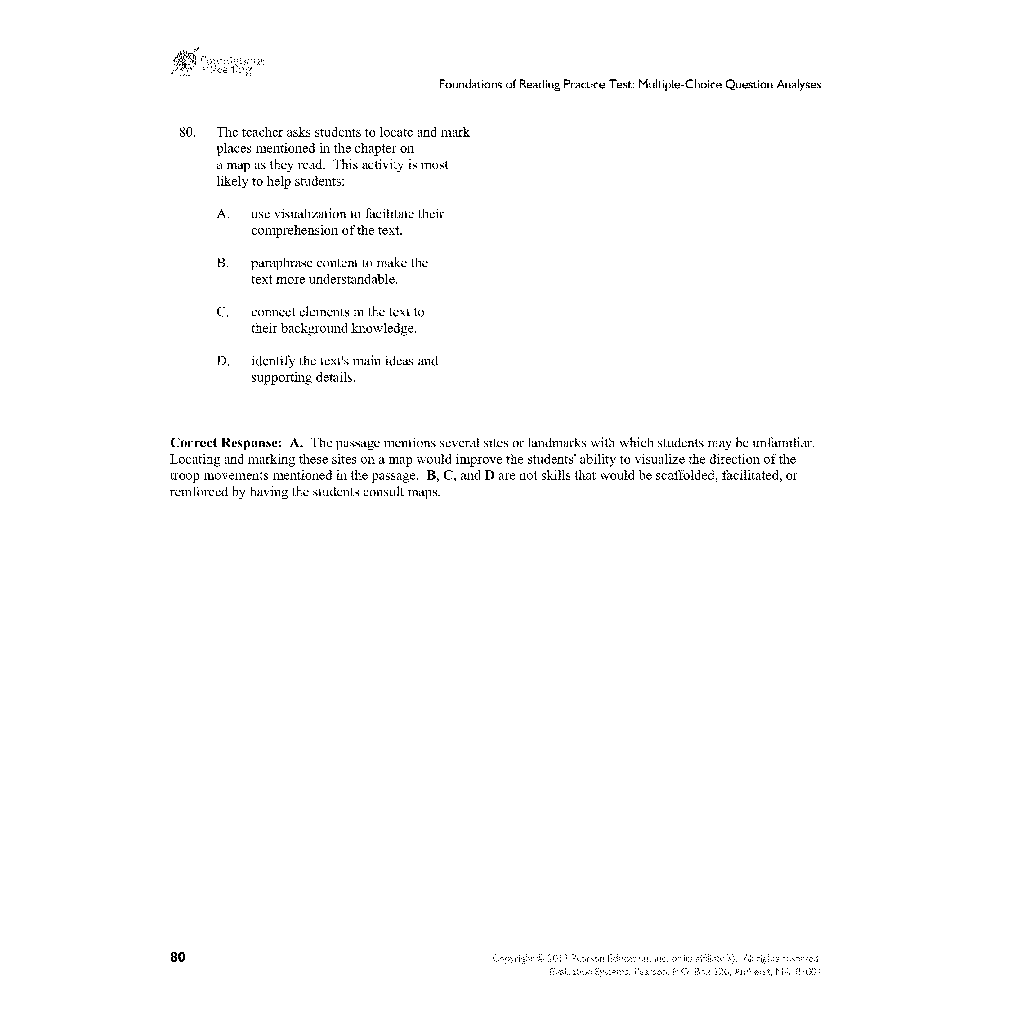 Foundations of Reading Practice Test: Multiple-Choice Question Analyses
80. The teacher asks students to locate and mark
places mentioned in the chapter on
a map as they read. This activity is most
likely to help students:
A. use visualization to facilitate their
comprehension of the text.
B. paraphrase content to make the
text more understandable.
C. connect elements in the text to
their background knowledge.
D. identify the text's main ideas and
supporting details.
Correct Response: A. The passage mentions several sites or landmarks with which students may be unfamiliar.
Locating and marking these sites on a map would improve the students' ability to visualize the direction of the
troop movements mentioned in the passage. B, C, and D are not skills that would be scaffolded, facilitated, or
reinforced by having the students consult maps.
80
Copyright © Pearson Education, Inc. or its affiliate(s). All rights reserved.
Evaluation Systems, Pearson, P.O. Box 226, Amherst, MA